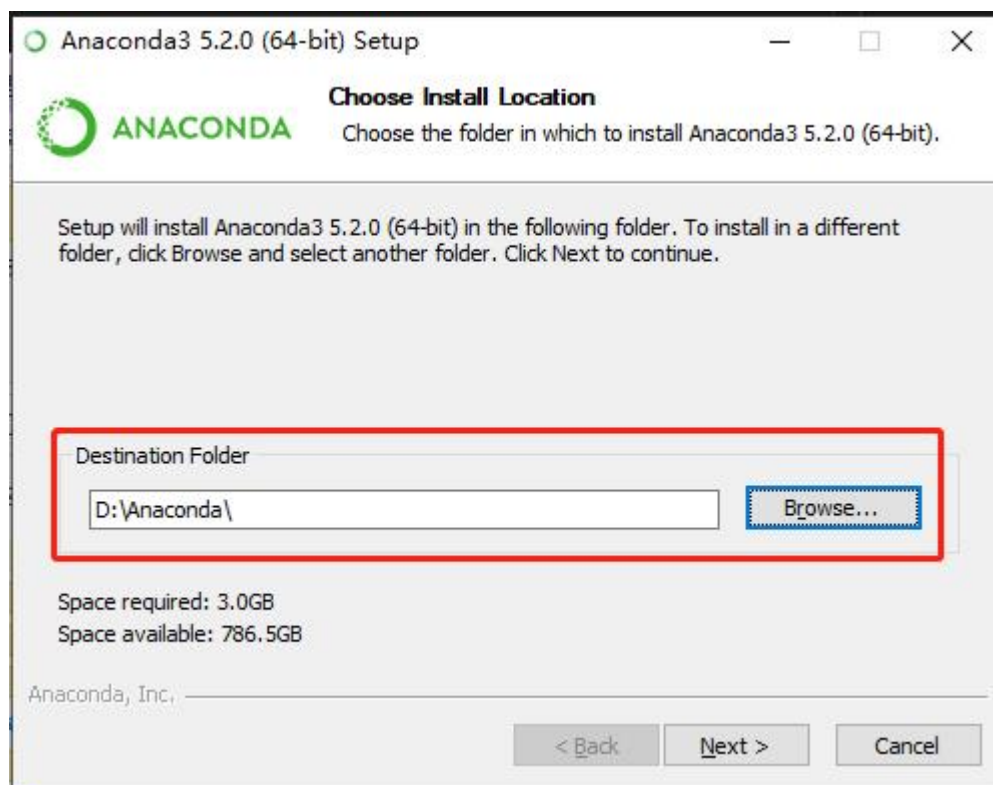 Anaconda3 5.2.0 (64-bit) Setup
ANACONDA
Choose Install Location
Choose the folder in which to install Anaconda3 5.2.0 (64-bit).
Setup will install Anaconda3 5.2.0 (64-bit) in the following folder. To install in a different
folder, click Browse and select another folder. Click Next to continue.
Destination Folder
D:\Anaconda\
Browse...
Space required: 3.0GB
Space available: 786.5GB
Anaconda, Inc.
< Back
Next >
Cancel